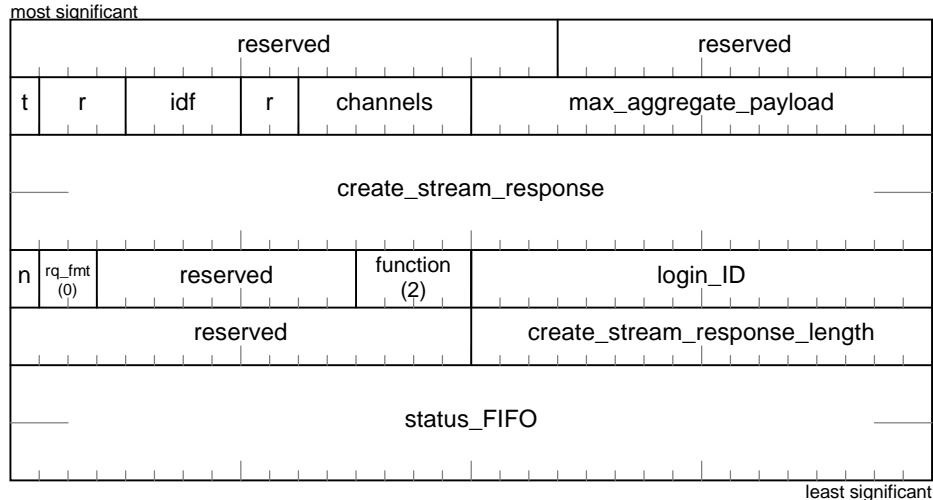 most significant
reserved reserved
t r idf r channels max_aggregate_payload
create_stream_response
n rq_fmt (0) reserved function (2) login_ID
reserved create_stream_response_length
status_FIFO
least significant